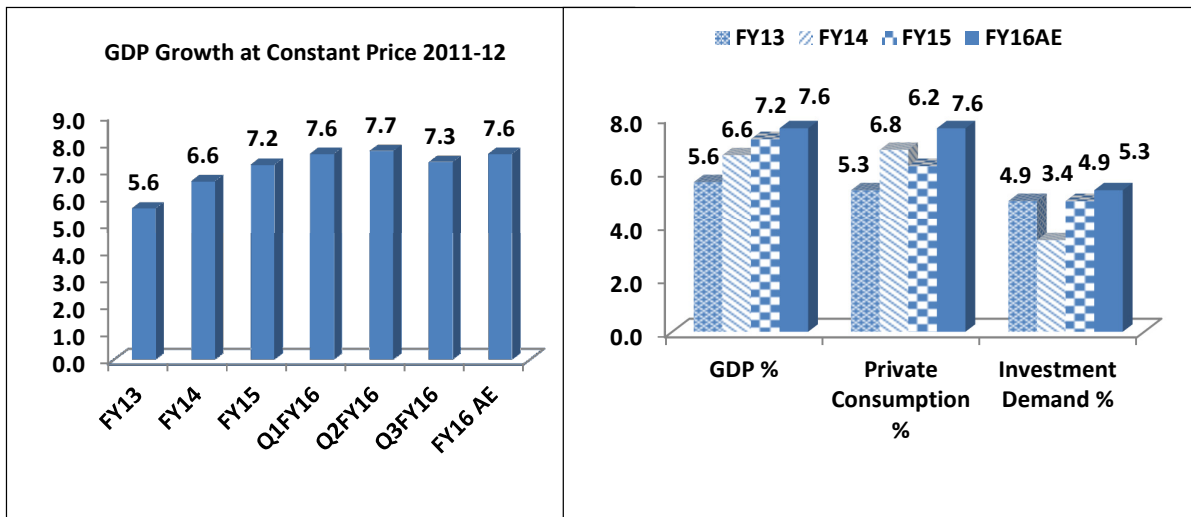 GDP Growth at Constant Price 2011-12
9.0
8.0
7.0
6.0
5.0
4.0
3.0
2.0
1.0
0.0
5.6
6.6
7.2
7.6
7.7
7.3
7.6
FY13
FY14
FY15
Q1FY16
Q2FY16
Q3FY16
FY16 AE
FY13 FY14 FY15 FY16AE
8.0
6.0
4.0
2.0
0.0
5.6 6.6 7.2 7.6
5.3 6.8 6.2 7.6
4.9 3.4 4.9 5.3
GDP %
Private
Consumption
%
Investment
Demand %